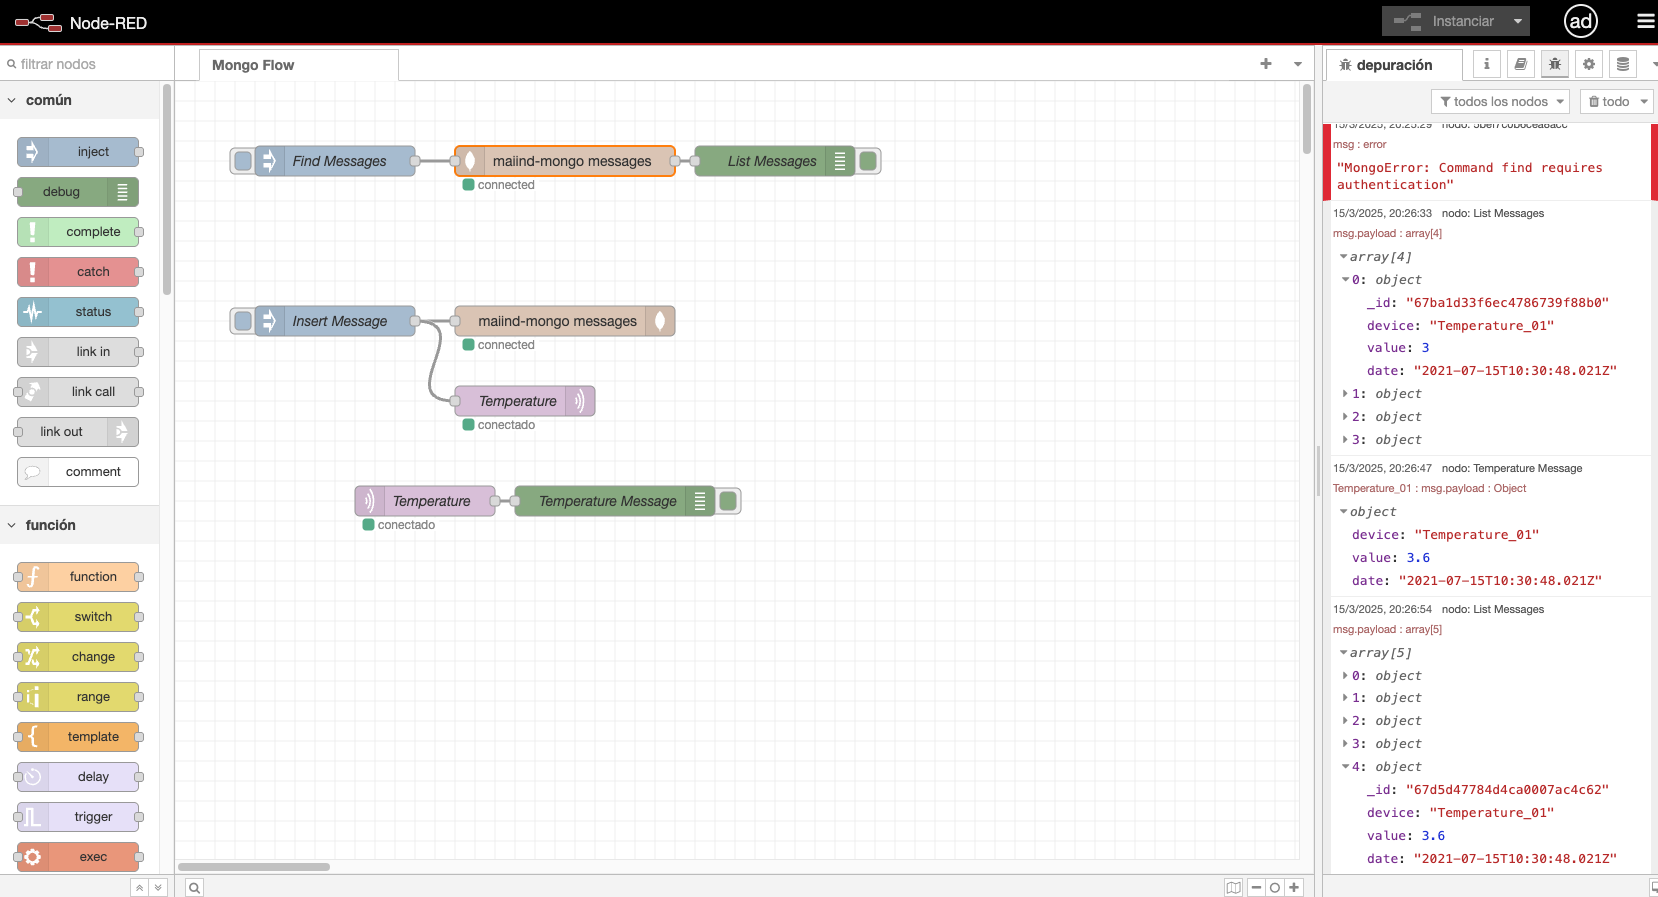 Node-RED
Instanciar
ad
filtrar nodos
Mongo Flow
depuración
todos los nodos
todo
común
inject
debug
complete
catch
status
link in
link call
link out
comment
función
function
switch
change
range
template
delay
trigger
exec
Find Messages
maiind-mongo messages
connected
List Messages
Insert Message
maiind-mongo messages
connected
Temperature
conectado
Temperature
conectado
Temperature Message
msg : error
"MongoError: Command find requires
authentication"
15/3/2025, 20:26:33 nodo: List Messages
msg.payload : array[4]
array[4]
0: object
_id: "67ba1d33f6ec4786739f88b0"
device: "Temperature_01"
value: 3
date: "2021-07-15T10:30:48.021Z"
1: object
2: object
3: object
15/3/2025, 20:26:47 nodo: Temperature Message
Temperature_01 : msg.payload : Object
object
device: "Temperature_01"
value: 3.6
date: "2021-07-15T10:30:48.021Z"
15/3/2025, 20:26:54 nodo: List Messages
msg.payload : array[5]
array[5]
0: object
1: object
2: object
3: object
4: object
_id: "67d5d47784d4ca0007ac4c62"
device: "Temperature_01"
value: 3.6
date: "2021-07-15T10:30:48.021Z"